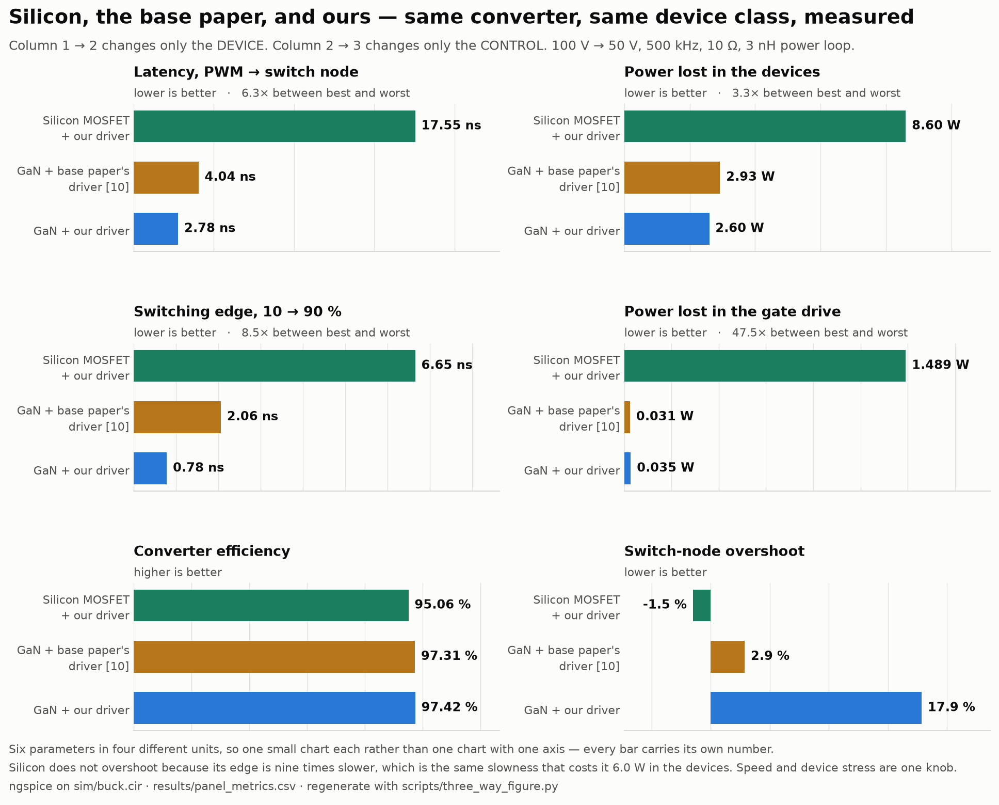 Silicon, the base paper, and ours — same converter, same device class, measured
Column 1 → 2 changes only the DEVICE. Column 2 → 3 changes only the CONTROL. 100 V → 50 V, 500 kHz, 10 Ω, 3 nH power loop.
Latency, PWM → switch node
lower is better · 6.3× between best and worst
Silicon MOSFET
+ our driver
17.55 ns
GaN + base paper's
driver [10]
4.04 ns
GaN + our driver
2.78 ns
Power lost in the devices
lower is better · 3.3× between best and worst
Silicon MOSFET
+ our driver
8.60 W
GaN + base paper's
driver [10]
2.93 W
GaN + our driver
2.60 W
Switching edge, 10 → 90 %
lower is better · 8.5× between best and worst
Silicon MOSFET
+ our driver
6.65 ns
GaN + base paper's
driver [10]
2.06 ns
GaN + our driver
0.78 ns
Power lost in the gate drive
lower is better · 47.5× between best and worst
Silicon MOSFET
+ our driver
1.489 W
GaN + base paper's
driver [10]
0.031 W
GaN + our driver
0.035 W
Converter efficiency
higher is better
Silicon MOSFET
+ our driver
95.06 %
GaN + base paper's
driver [10]
97.31 %
GaN + our driver
97.42 %
Switch-node overshoot
lower is better
Silicon MOSFET
+ our driver
-1.5 %
GaN + base paper's
driver [10]
2.9 %
GaN + our driver
17.9 %
Six parameters in four different units, so one small chart each rather than one chart with one axis — every bar carries its own number.
Silicon does not overshoot because its edge is nine times slower, which is the same slowness that costs it 6.0 W in the devices. Speed and device stress are one knob.
ngspice on sim/buck.cir · results/panel_metrics.csv · regenerate with scripts/three_way_figure.py